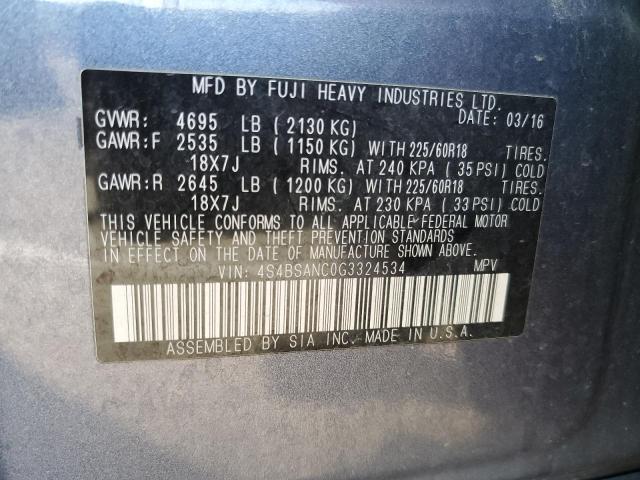 MFD BY FUJI HEAVY INDUSTRIES LTD.
DATE: 03/16
GVWR: 4695 LB (2130 KG)
GAWR:F 2535 LB (1150 KG) WITH 225/60R18 TIRES.
18X7J RIMS. AT 240 KPA (35 PSI) COLD
GAWR:R 2645 LB (1200 KG) WITH 225/60R18 TIRES.
18X7J RIMS. AT 230 KPA (33 PSI) COLD
THIS VEHICLE CONFORMS TO ALL APPLICABLE FEDERAL MOTOR
VEHICLE SAFETY AND THEFT PREVENTION STANDARDS
IN EFFECT ON THE DATE OF MANUFACTURE SHOWN ABOVE.
VIN: 4S4BSANC0G3324534 MPV
ASSEMBLED BY SIA INC. MADE IN U.S.A.